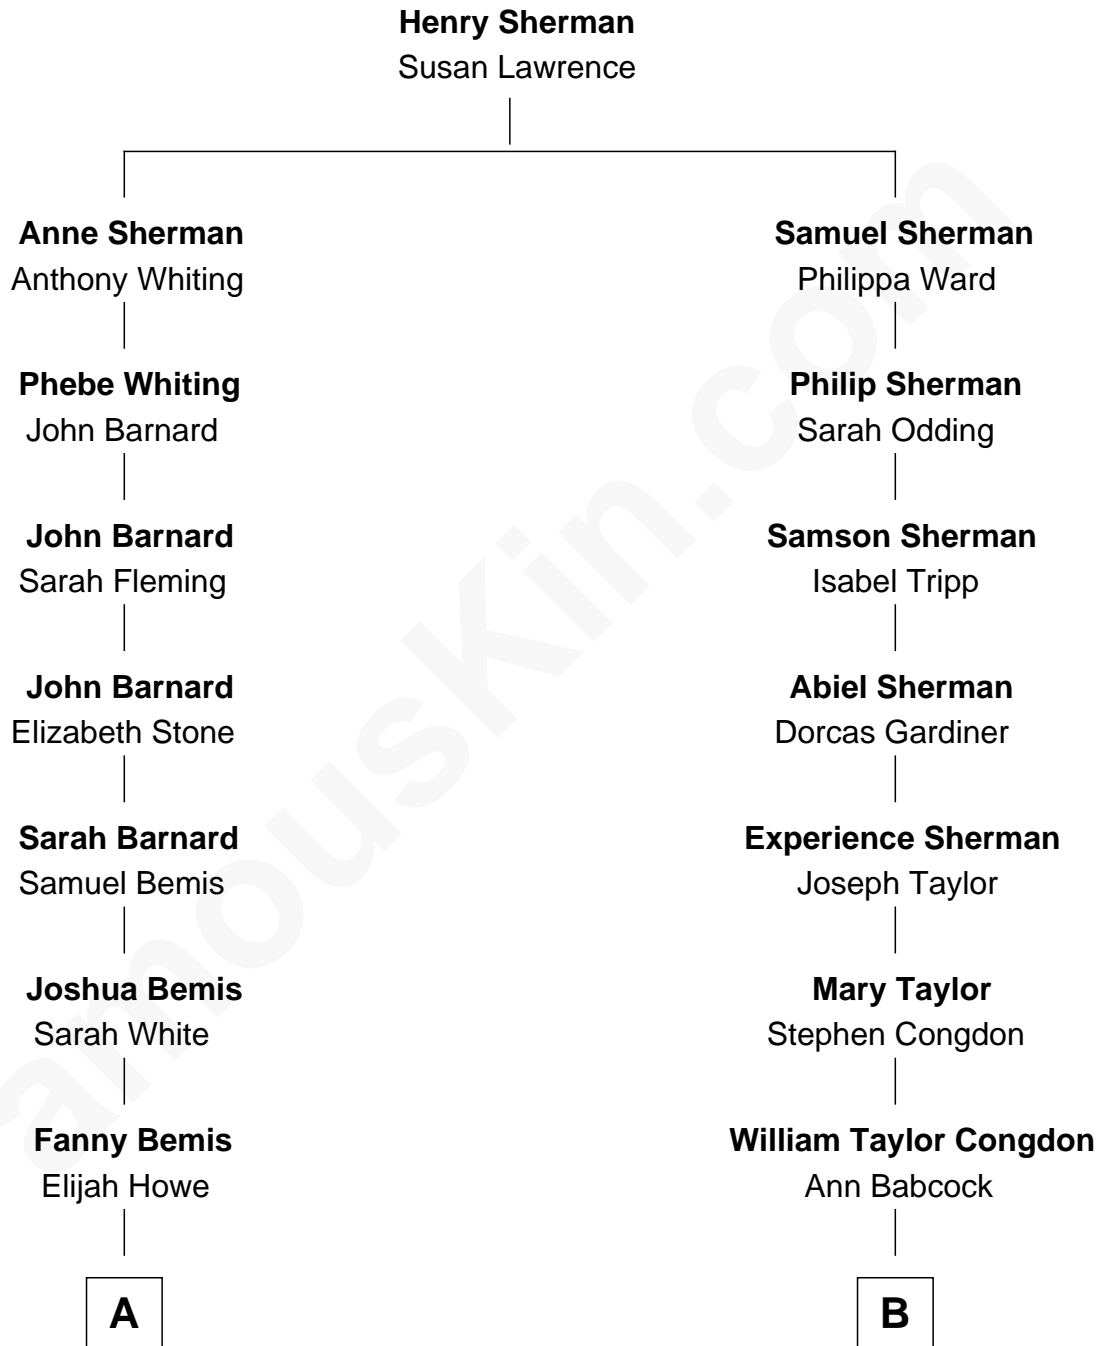 Henry Sherman
Susan Lawrence
Anne Sherman
Anthony Whiting
Samuel Sherman
Philippa Ward
Phebe Whiting
John Barnard
Philip Sherman
Sarah Odding
John Barnard
Sarah Fleming
Samson Sherman
Isabel Tripp
John Barnard
Elizabeth Stone
Abiel Sherman
Dorcas Gardiner
Sarah Barnard
Samuel Bemis
Experience Sherman
Joseph Taylor
Joshua Bemis
Sarah White
Mary Taylor
Stephen Congdon
Fanny Bemis
Elijah Howe
William Taylor Congdon
Ann Babcock
A
B
amousKin.com